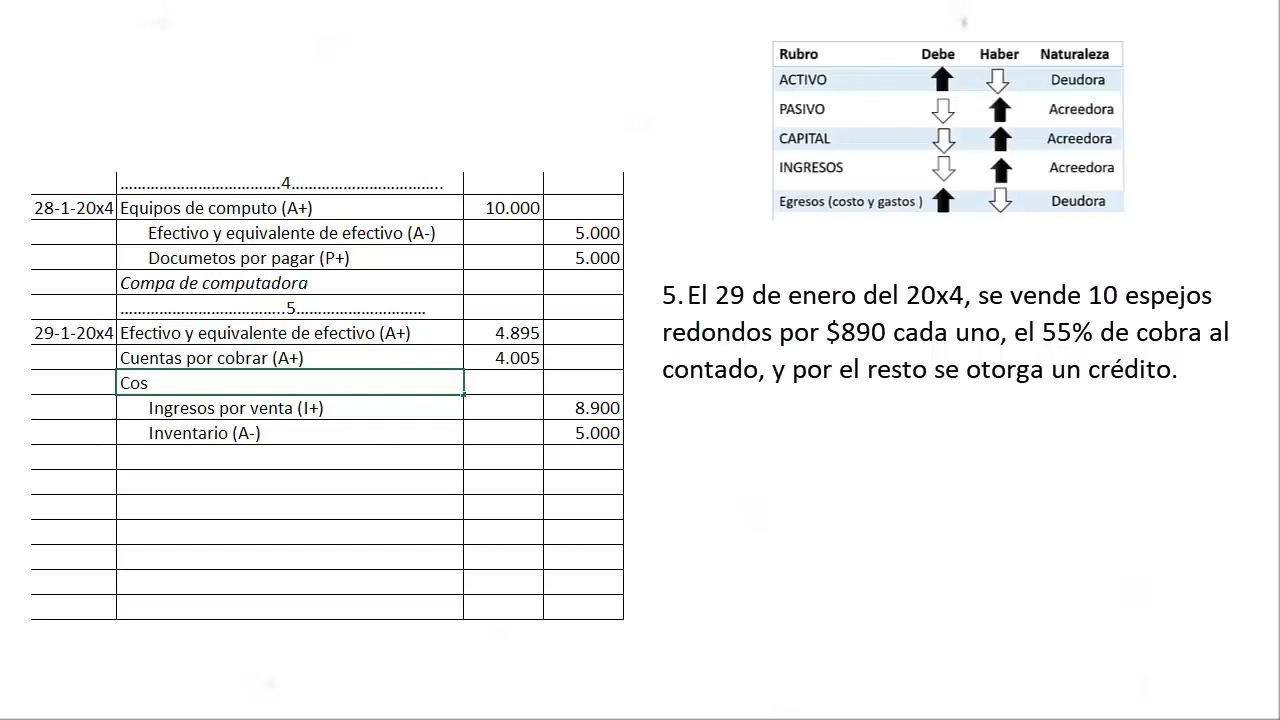 Rubro Debe Haber Naturaleza
ACTIVO Deudora
PASIVO Acreedora
CAPITAL Acreedora
INGRESOS Acreedora
Egresos (costo y gastos ) Deudora
……………………………….4……………………………..
28-1-20x4 Equipos de computo (A+) 10.000
Efectivo y equivalente de efectivo (A-) 5.000
Documetos por pagar (P+) 5.000
Compa de computadora
………………………………..5…………………………
29-1-20x4 Efectivo y equivalente de efectivo (A+) 4.895
Cuentas por cobrar (A+) 4.005
Cos
Ingresos por venta (I+) 8.900
Inventario (A-) 5.000
5. El 29 de enero del 20x4, se vende 10 espejos
redondos por $890 cada uno, el 55% de cobra al
contado, y por el resto se otorga un crédito.